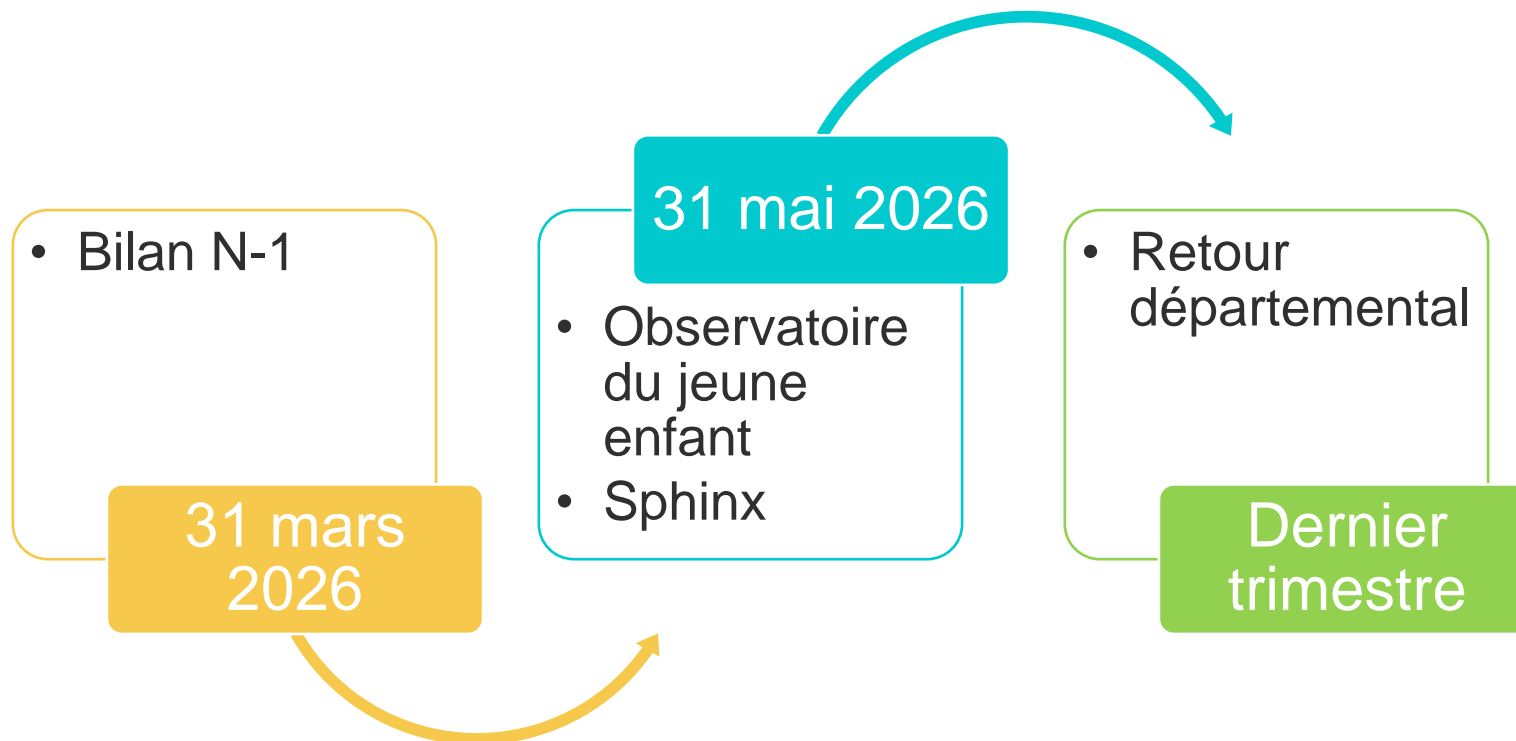 • Bilan N-1
31 mars
2026
31 mai 2026
• Observatoire
du jeune
enfant
• Sphinx
• Retour
départemental
Dernier
trimestre